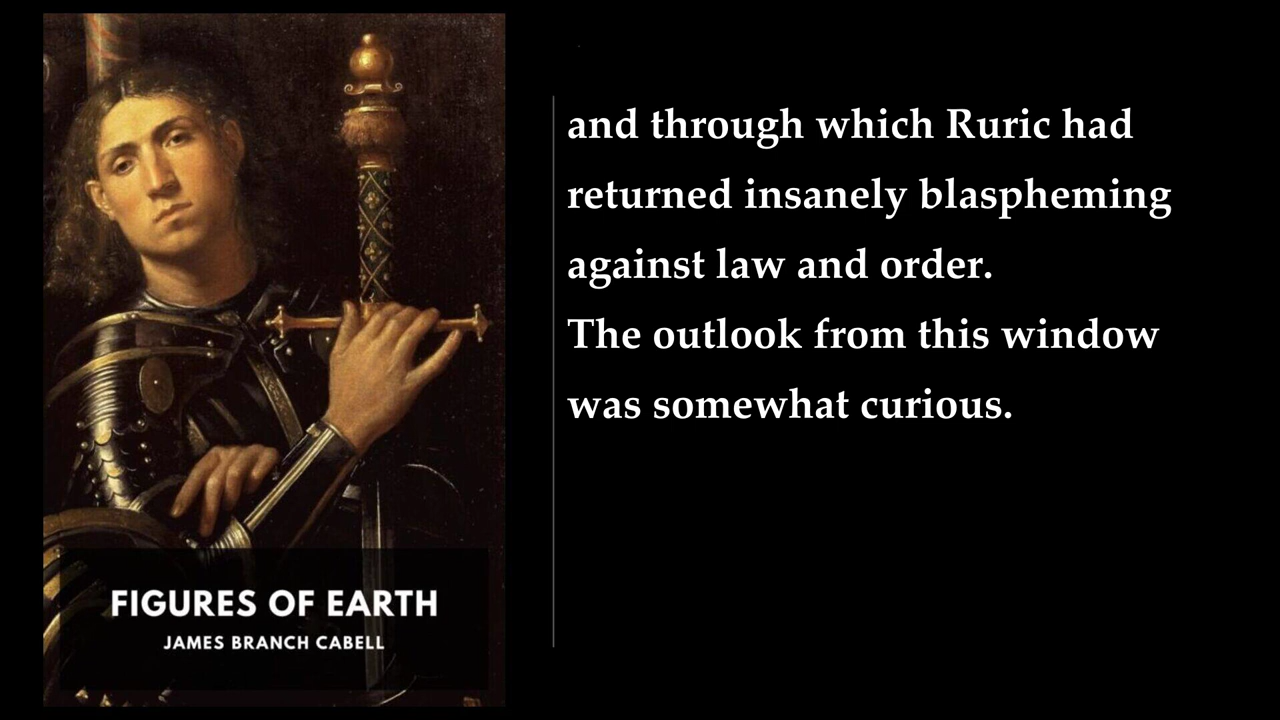 FIGURES OF EARTH
JAMES BRANCH CABELL
and through which Ruric had
returned insanely blaspheming
against law and order.
The outlook from this window
was somewhat curious.